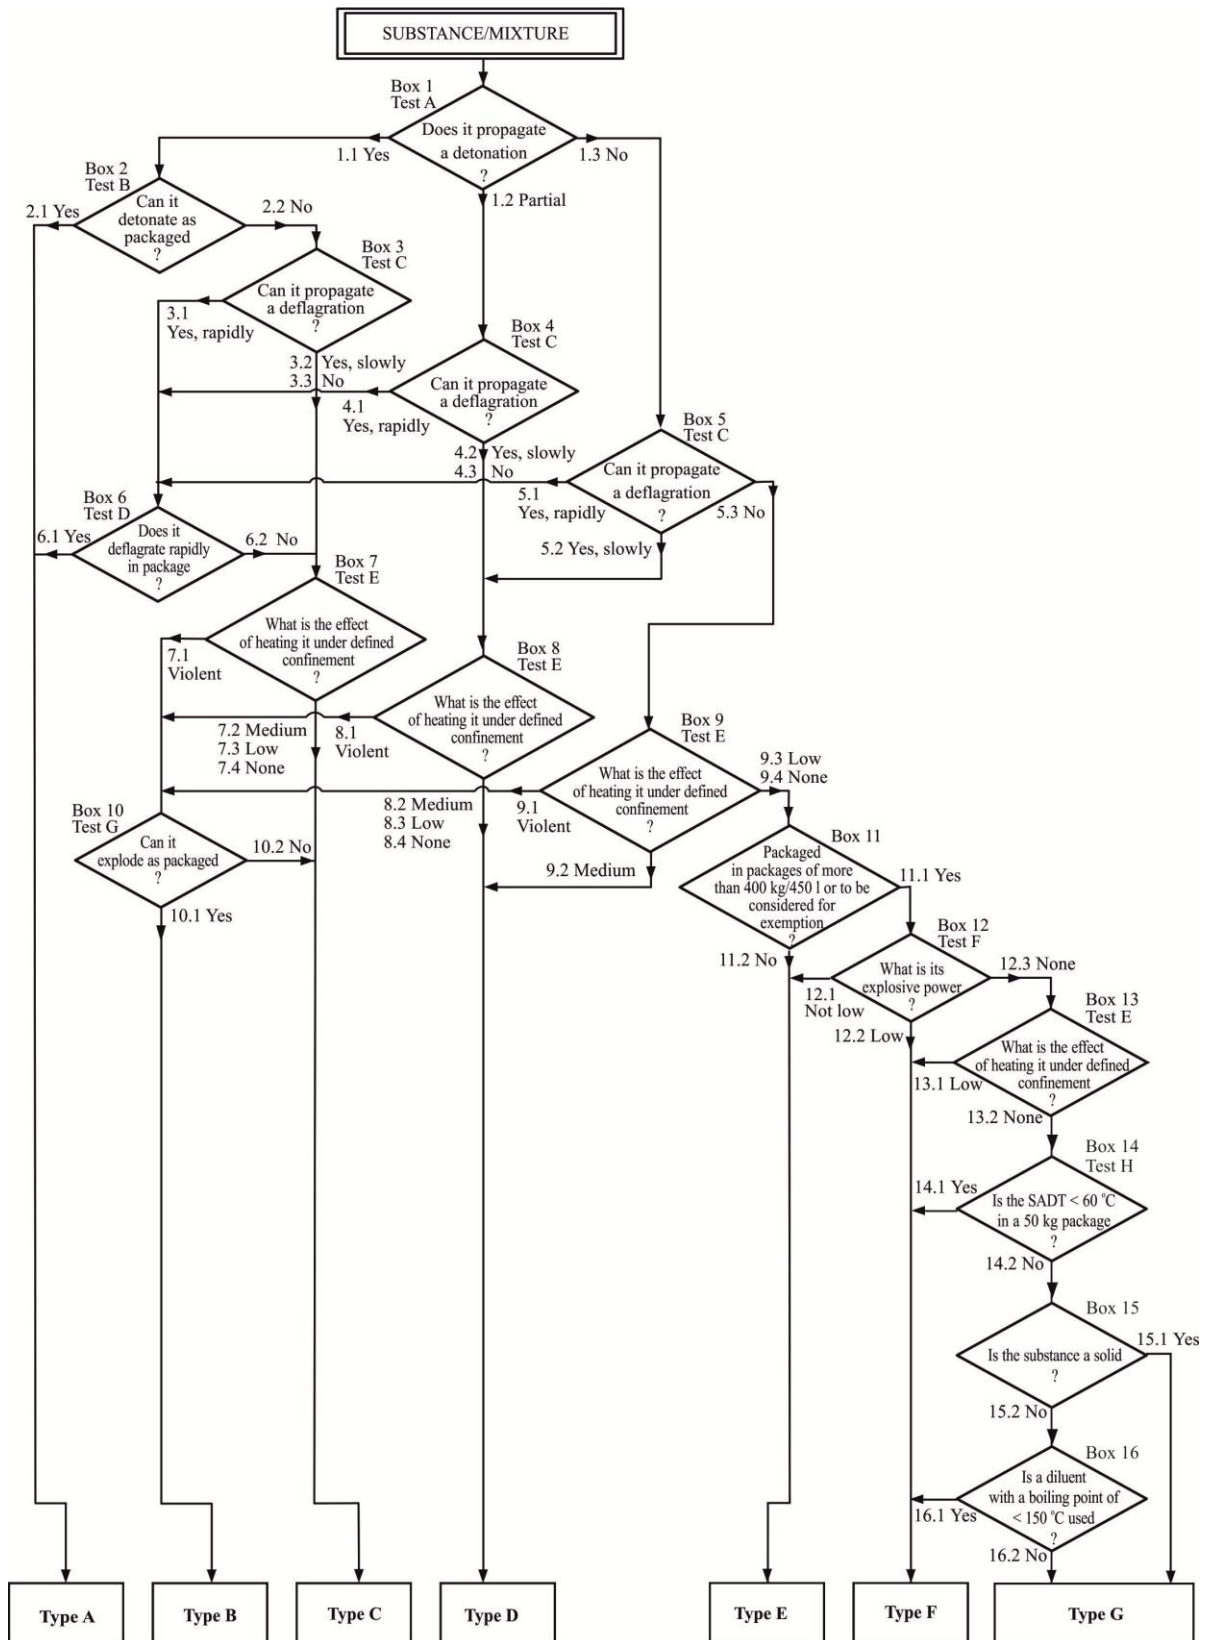 SUBSTANCE/MIXTURE
Box 1
Test A
Does it propagate
a detonation
?
1.1 Yes
1.3 No
1.2 Partial
Box 2
Test B
Can it
detonate as
packaged
?
2.1 Yes
2.2 No
Box 3
Test C
Can it propagate
a deflagration
?
3.1
Yes, rapidly
3.2 Yes, slowly
3.3 No
Box 4
Test C
Can it propagate
a deflagration
?
4.1
Yes, rapidly
4.2 Yes, slowly
4.3 No
Box 5
Test C
Can it propagate
a deflagration
?
5.1
Yes, rapidly
5.3 No
5.2 Yes, slowly
Box 6
Test D
Does it
deflagrate rapidly
in package
?
6.1 Yes
6.2 No
Box 7
Test E
What is the effect
of heating it under defined
confinement
?
7.1
Violent
7.2 Medium
7.3 Low
7.4 None
Box 8
Test E
What is the effect
of heating it under defined
confinement
?
8.1
Violent
8.2 Medium
8.3 Low
8.4 None
Box 9
Test E
What is the effect
of heating it under defined
confinement
?
9.1
Violent
9.3 Low
9.4 None
9.2 Medium
Box 10
Test G
Can it
explode as packaged
?
10.2 No
10.1 Yes
Box 11
Packaged
in packages of more
than 400 kg/450 l or to be
considered for
exemption
?
11.1 Yes
11.2 No
Box 12
Test F
What is its
explosive power
?
12.1
Not low
12.3 None
12.2 Low
Box 13
Test E
What is the effect
of heating it under defined
confinement
?
13.1 Low
13.2 None
Box 14
Test H
Is the SADT < 60 °C
in a 50 kg package
?
14.1 Yes
14.2 No
Box 15
Is the substance a solid
?
15.1 Yes
15.2 No
Box 16
Is a diluent
with a boiling point of
< 150 °C used
?
16.1 Yes
16.2 No
Type A
Type B
Type C
Type D
Type E
Type F
Type G